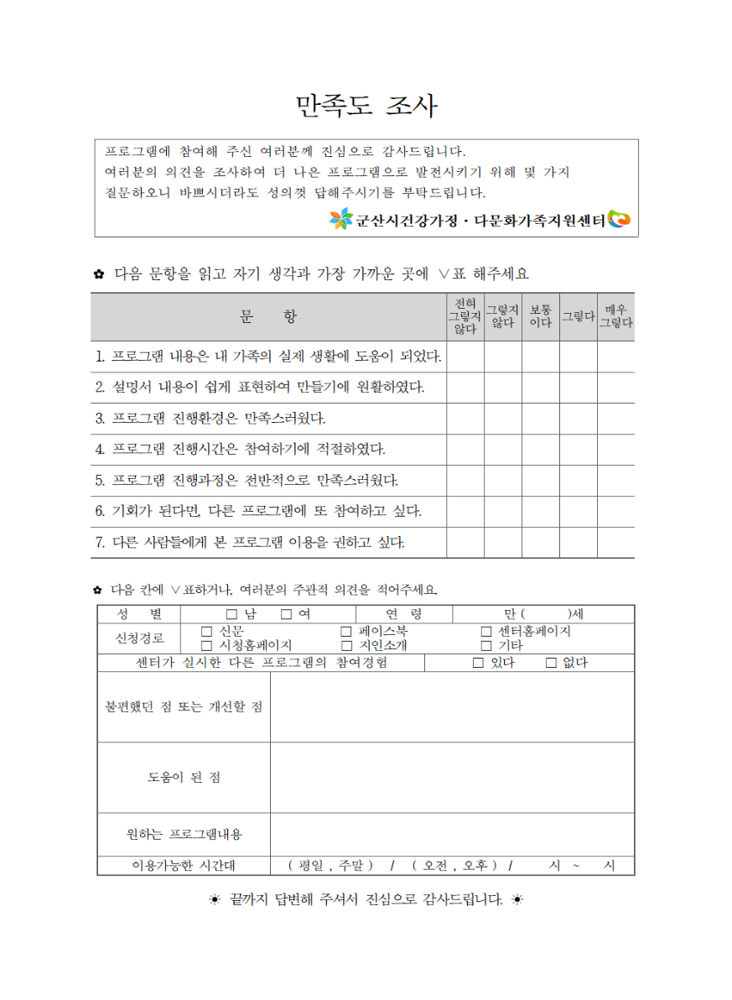 만족도 조사
프로그램에 참여해 주신 여러분께 진심으로 감사드립니다.
여러분의 의견을 조사하여 더 나은 프로그램으로 발전시키기 위해 몇 가지
질문하오니 바쁘시더라도 성의껏 답해주시기를 부탁드립니다.
군산시건강가정·다문화가족지원센터
✿ 다음 문항을 읽고 자기 생각과 가장 가까운 곳에 ∨표 해주세요
문 항 전혀 그렇지 않다 그렇지 않다 보통이다 그렇다 매우 그렇다
1. 프로그램 내용은 내 가족의 실제 생활에 도움이 되었다.
2. 설명서 내용이 쉽게 표현하여 만들기에 원활하였다.
3. 프로그램 진행환경은 만족스러웠다.
4. 프로그램 진행시간은 참여하기에 적절하였다.
5. 프로그램 진행과정은 전반적으로 만족스러웠다.
6. 기회가 된다면, 다른 프로그램에 또 참여하고 싶다.
7. 다른 사람들에게 본 프로그램 이용을 권하고 싶다.
✿ 다음 칸에 ∨표하거나, 여러분의 주관적 의견을 적어주세요.
성 별 □ 남 □ 여 연 령 만 ( )세
신청경로 □ 신문 □ 페이스북 □ 센터홈페이지
□ 시청홈페이지 □ 지인소개 □ 기타
센터가 실시한 다른 프로그램의 참여경험 □ 있다 □ 없다
불편했던 점 또는 개선할 점
도움이 된 점
원하는 프로그램내용
이용가능한 시간대 ( 평일 , 주말 ) / ( 오전 , 오후 ) / 시 ~ 시
☀ 끝까지 답변해 주셔서 진심으로 감사드립니다. ☀